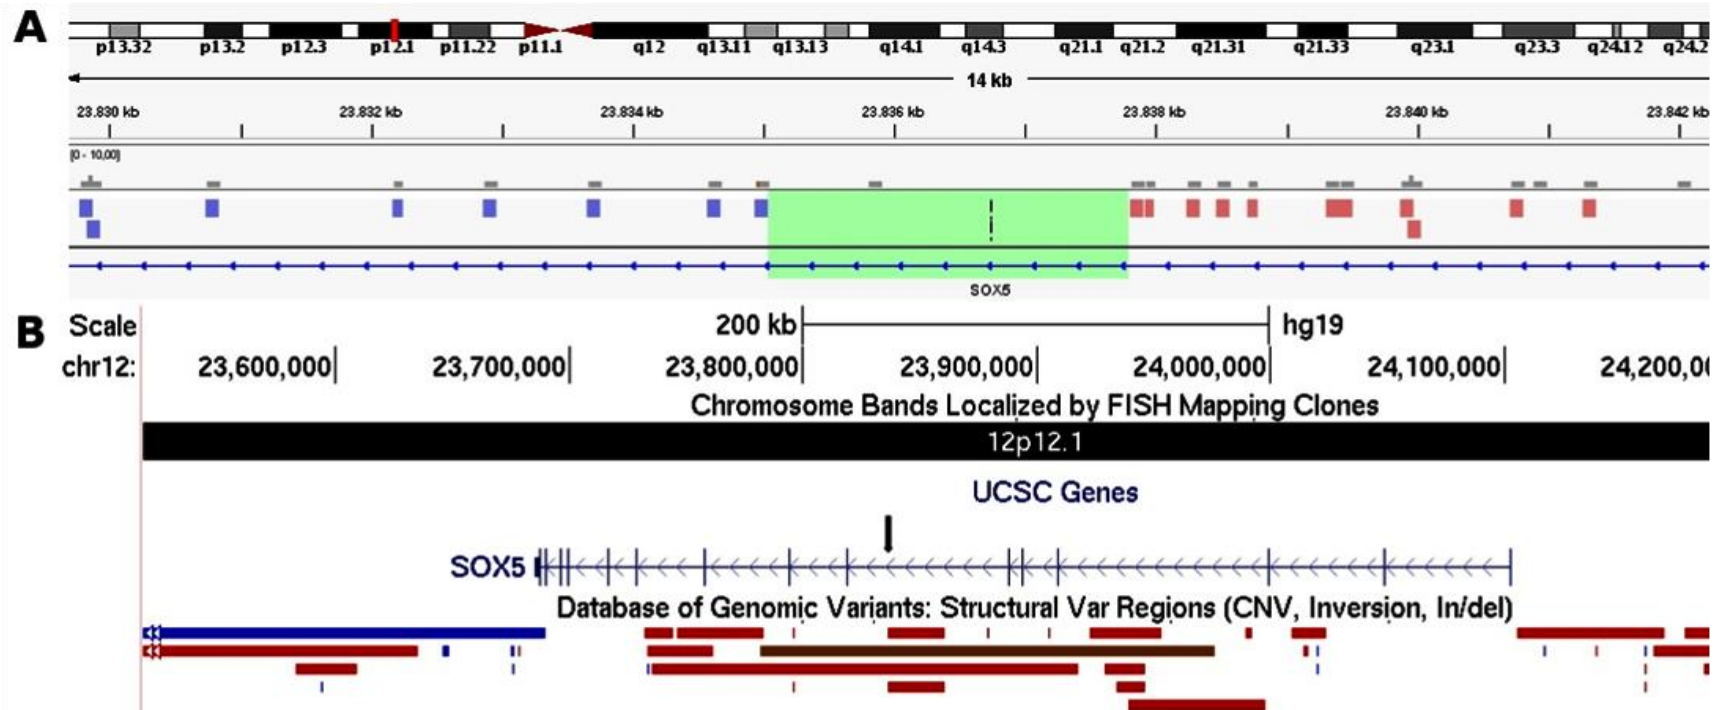 A
p13.32 p13.2 p12.3 p12.1 p11.22 p11.1 q12 q13.11 q13.13 q14.1 q14.3 q21.1 q21.2 q21.31 q21.33 q23.1 q23.3 q24.12 q24.2
14 kb
23.830 kb 23.832 kb 23.834 kb 23.836 kb 23.838 kb 23.840 kb 23.842 kb
[0 - 10,00]
SOX5
B
Scale 200 kb hg19
chr12: 23,600,000 23,700,000 23,800,000 23,900,000 24,000,000 24,100,000 24,200,00
Chromosome Bands Localized by FISH Mapping Clones
12p12.1
UCSC Genes
SOX5
Database of Genomic Variants: Structural Var Regions (CNV, Inversion, In/del)